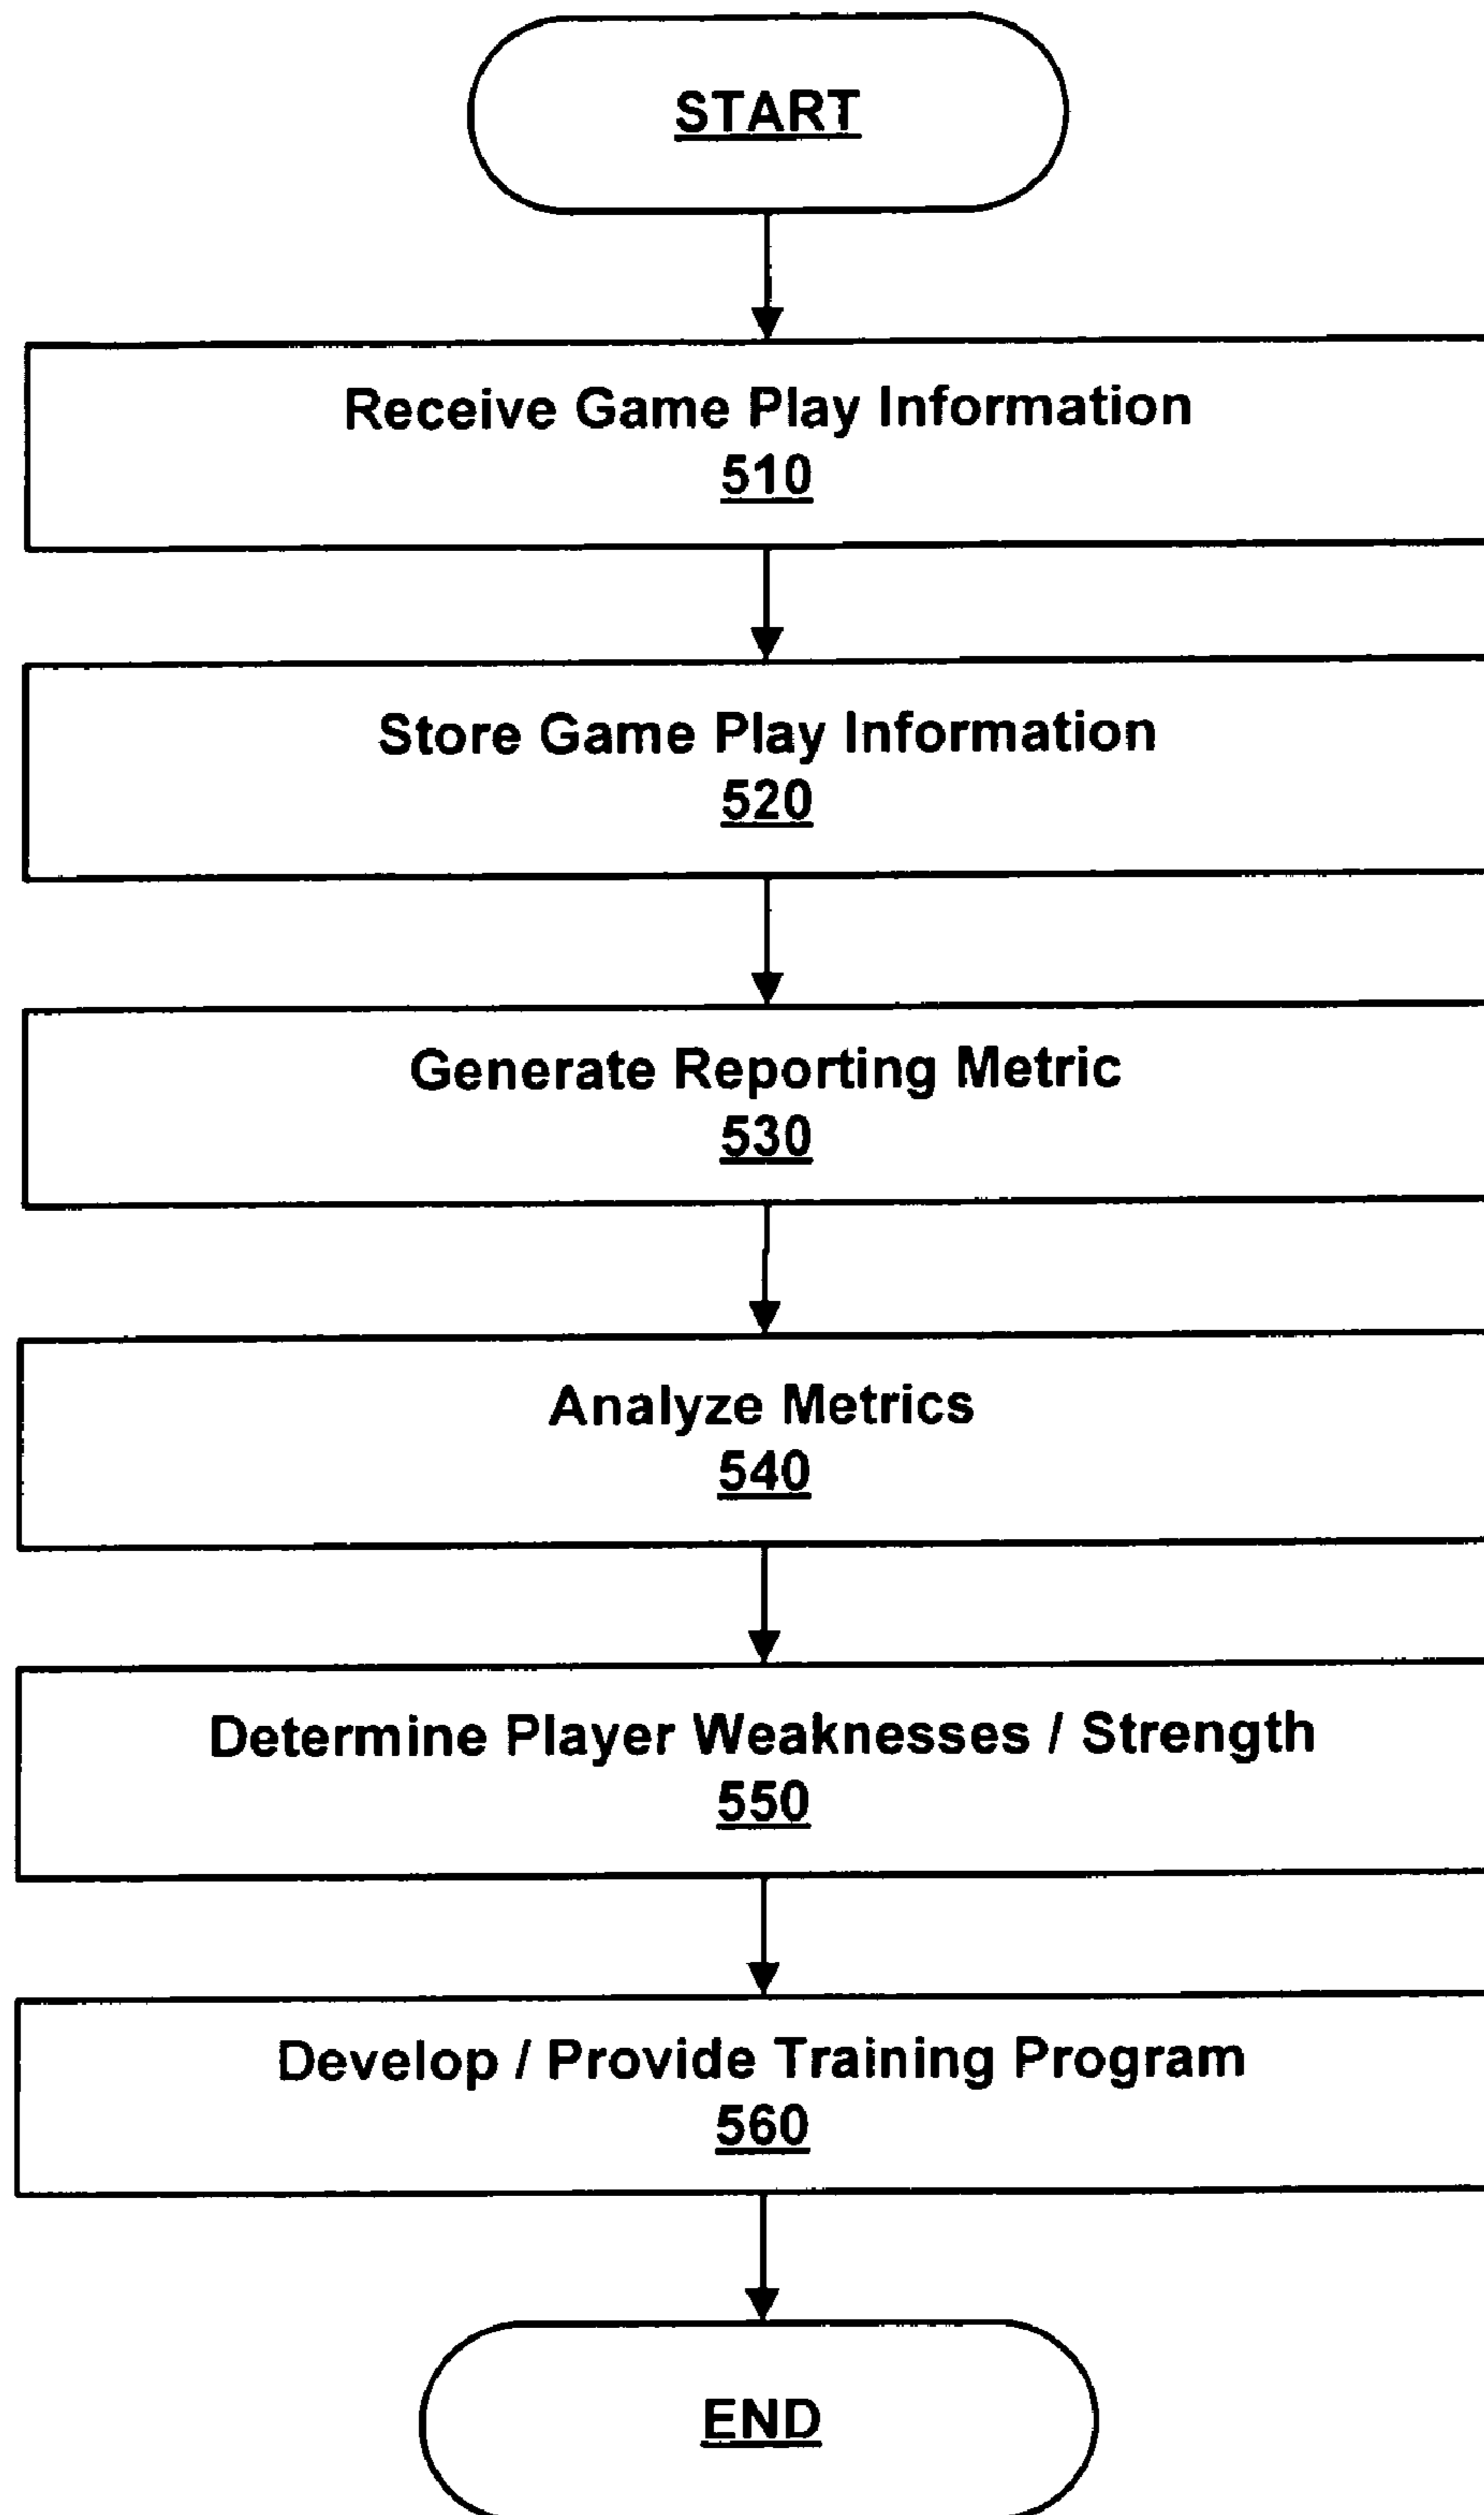 START
Receive Game Play Information
510
Store Game Play Information
520
Generate Reporting Metric
530
Analyze Metrics
540
Determine Player Weaknesses / Strength
550
Develop / Provide Training Program
560
END